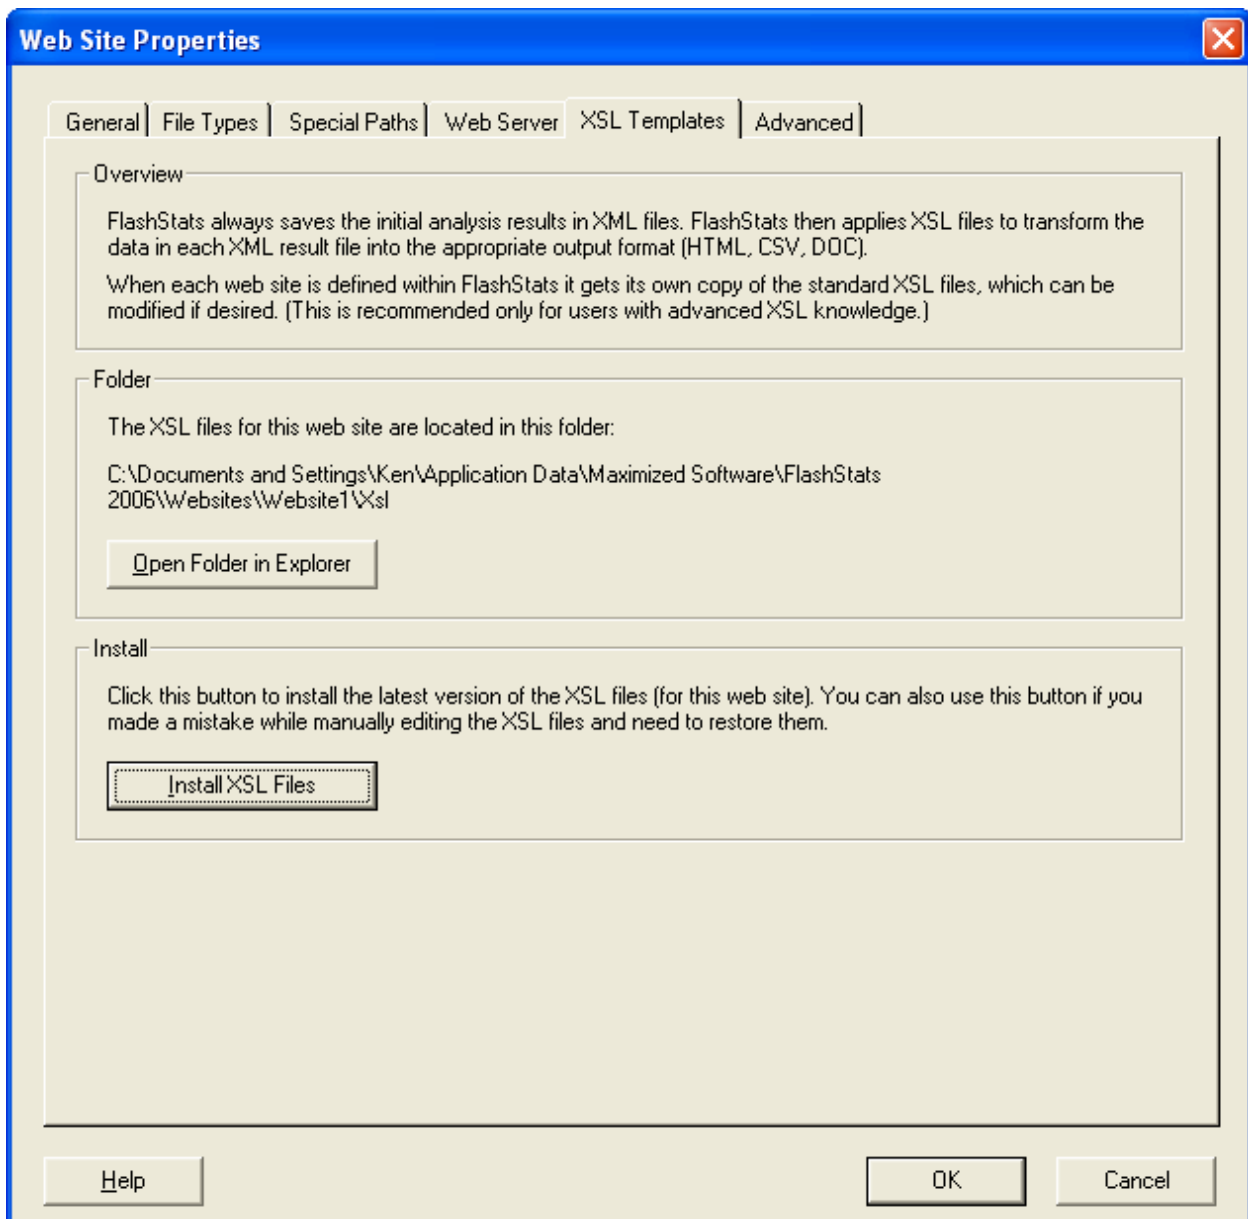 Web Site Properties
General File Types Special Paths Web Server XSL Templates Advanced
Overview
FlashStats always saves the initial analysis results in XML files. FlashStats then applies XSL files to transform the
data in each XML result file into the appropriate output format (HTML, CSV, DOC).
When each web site is defined within FlashStats it gets its own copy of the standard XSL files, which can be
modified if desired. (This is recommended only for users with advanced XSL knowledge.)
Folder
The XSL files for this web site are located in this folder:
C:\Documents and Settings\Ken\Application Data\Maximized Software\FlashStats
2006\Websites\Website1\Xsl
Open Folder in Explorer
Install
Click this button to install the latest version of the XSL files (for this web site). You can also use this button if you
made a mistake while manually editing the XSL files and need to restore them.
Install XSL Files
Help OK Cancel